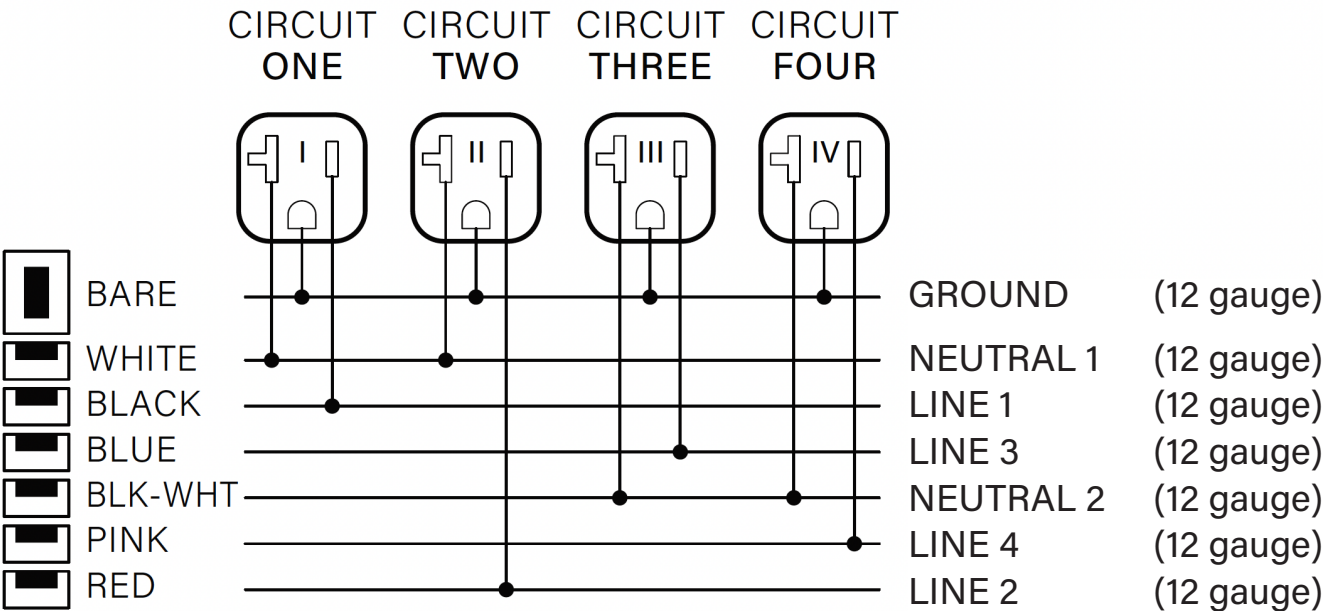 CIRCUIT CIRCUIT CIRCUIT CIRCUIT
ONE TWO THREE FOUR
I II III IV
BARE GROUND (12 gauge)
WHITE NEUTRAL 1 (12 gauge)
BLACK LINE 1 (12 gauge)
BLUE LINE 3 (12 gauge)
BLK-WHT NEUTRAL 2 (12 gauge)
PINK LINE 4 (12 gauge)
RED LINE 2 (12 gauge)